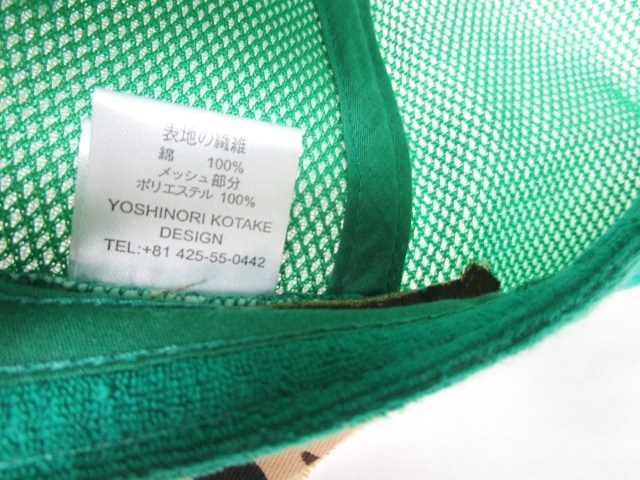 表地の繊維
綿 100%
メッシュ部分
ポリエステル 100%
YOSHINORI KOTAKE
DESIGN
TEL:+81 425-55-0442